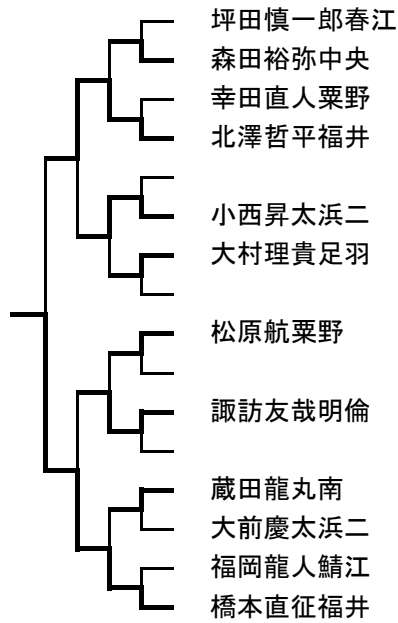 坪田慎一郎春江
森田裕弥中央
幸田直人粟野
北澤哲平福井
小西昇太浜二
大村理貴足羽
松原航粟野
諏訪友哉明倫
蔵田龍丸南
大前慶太浜二
福岡龍人鯖江
橋本直征福井